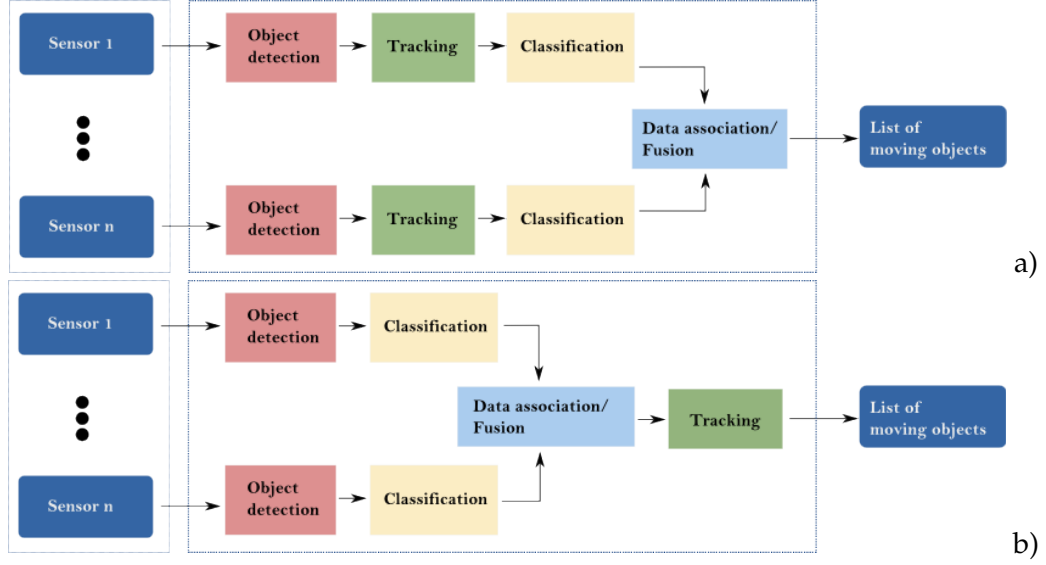 Sensor 1
Object
detection
Tracking
Classification
Data association/
Fusion
List of
moving objects
Sensor n
Object
detection
Tracking
Classification
a)
Sensor 1
Object
detection
Classification
Data association/
Fusion
Tracking
List of
moving objects
Sensor n
Object
detection
Classification
b)